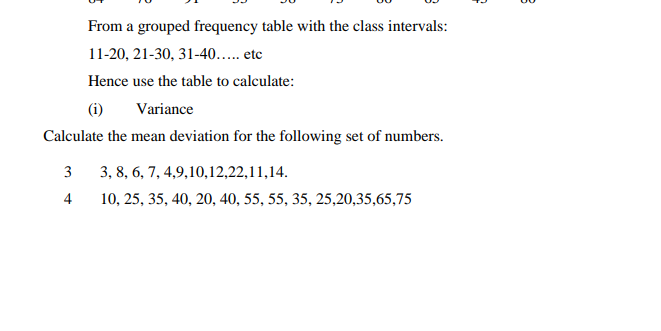 From a grouped frequency table with the class intervals:
11-20, 21-30, 31-40….. etc
Hence use the table to calculate:
(i) Variance
Calculate the mean deviation for the following set of numbers.
3 3, 8, 6, 7, 4,9,10,12,22,11,14.
4 10, 25, 35, 40, 20, 40, 55, 55, 35, 25,20,35,65,75